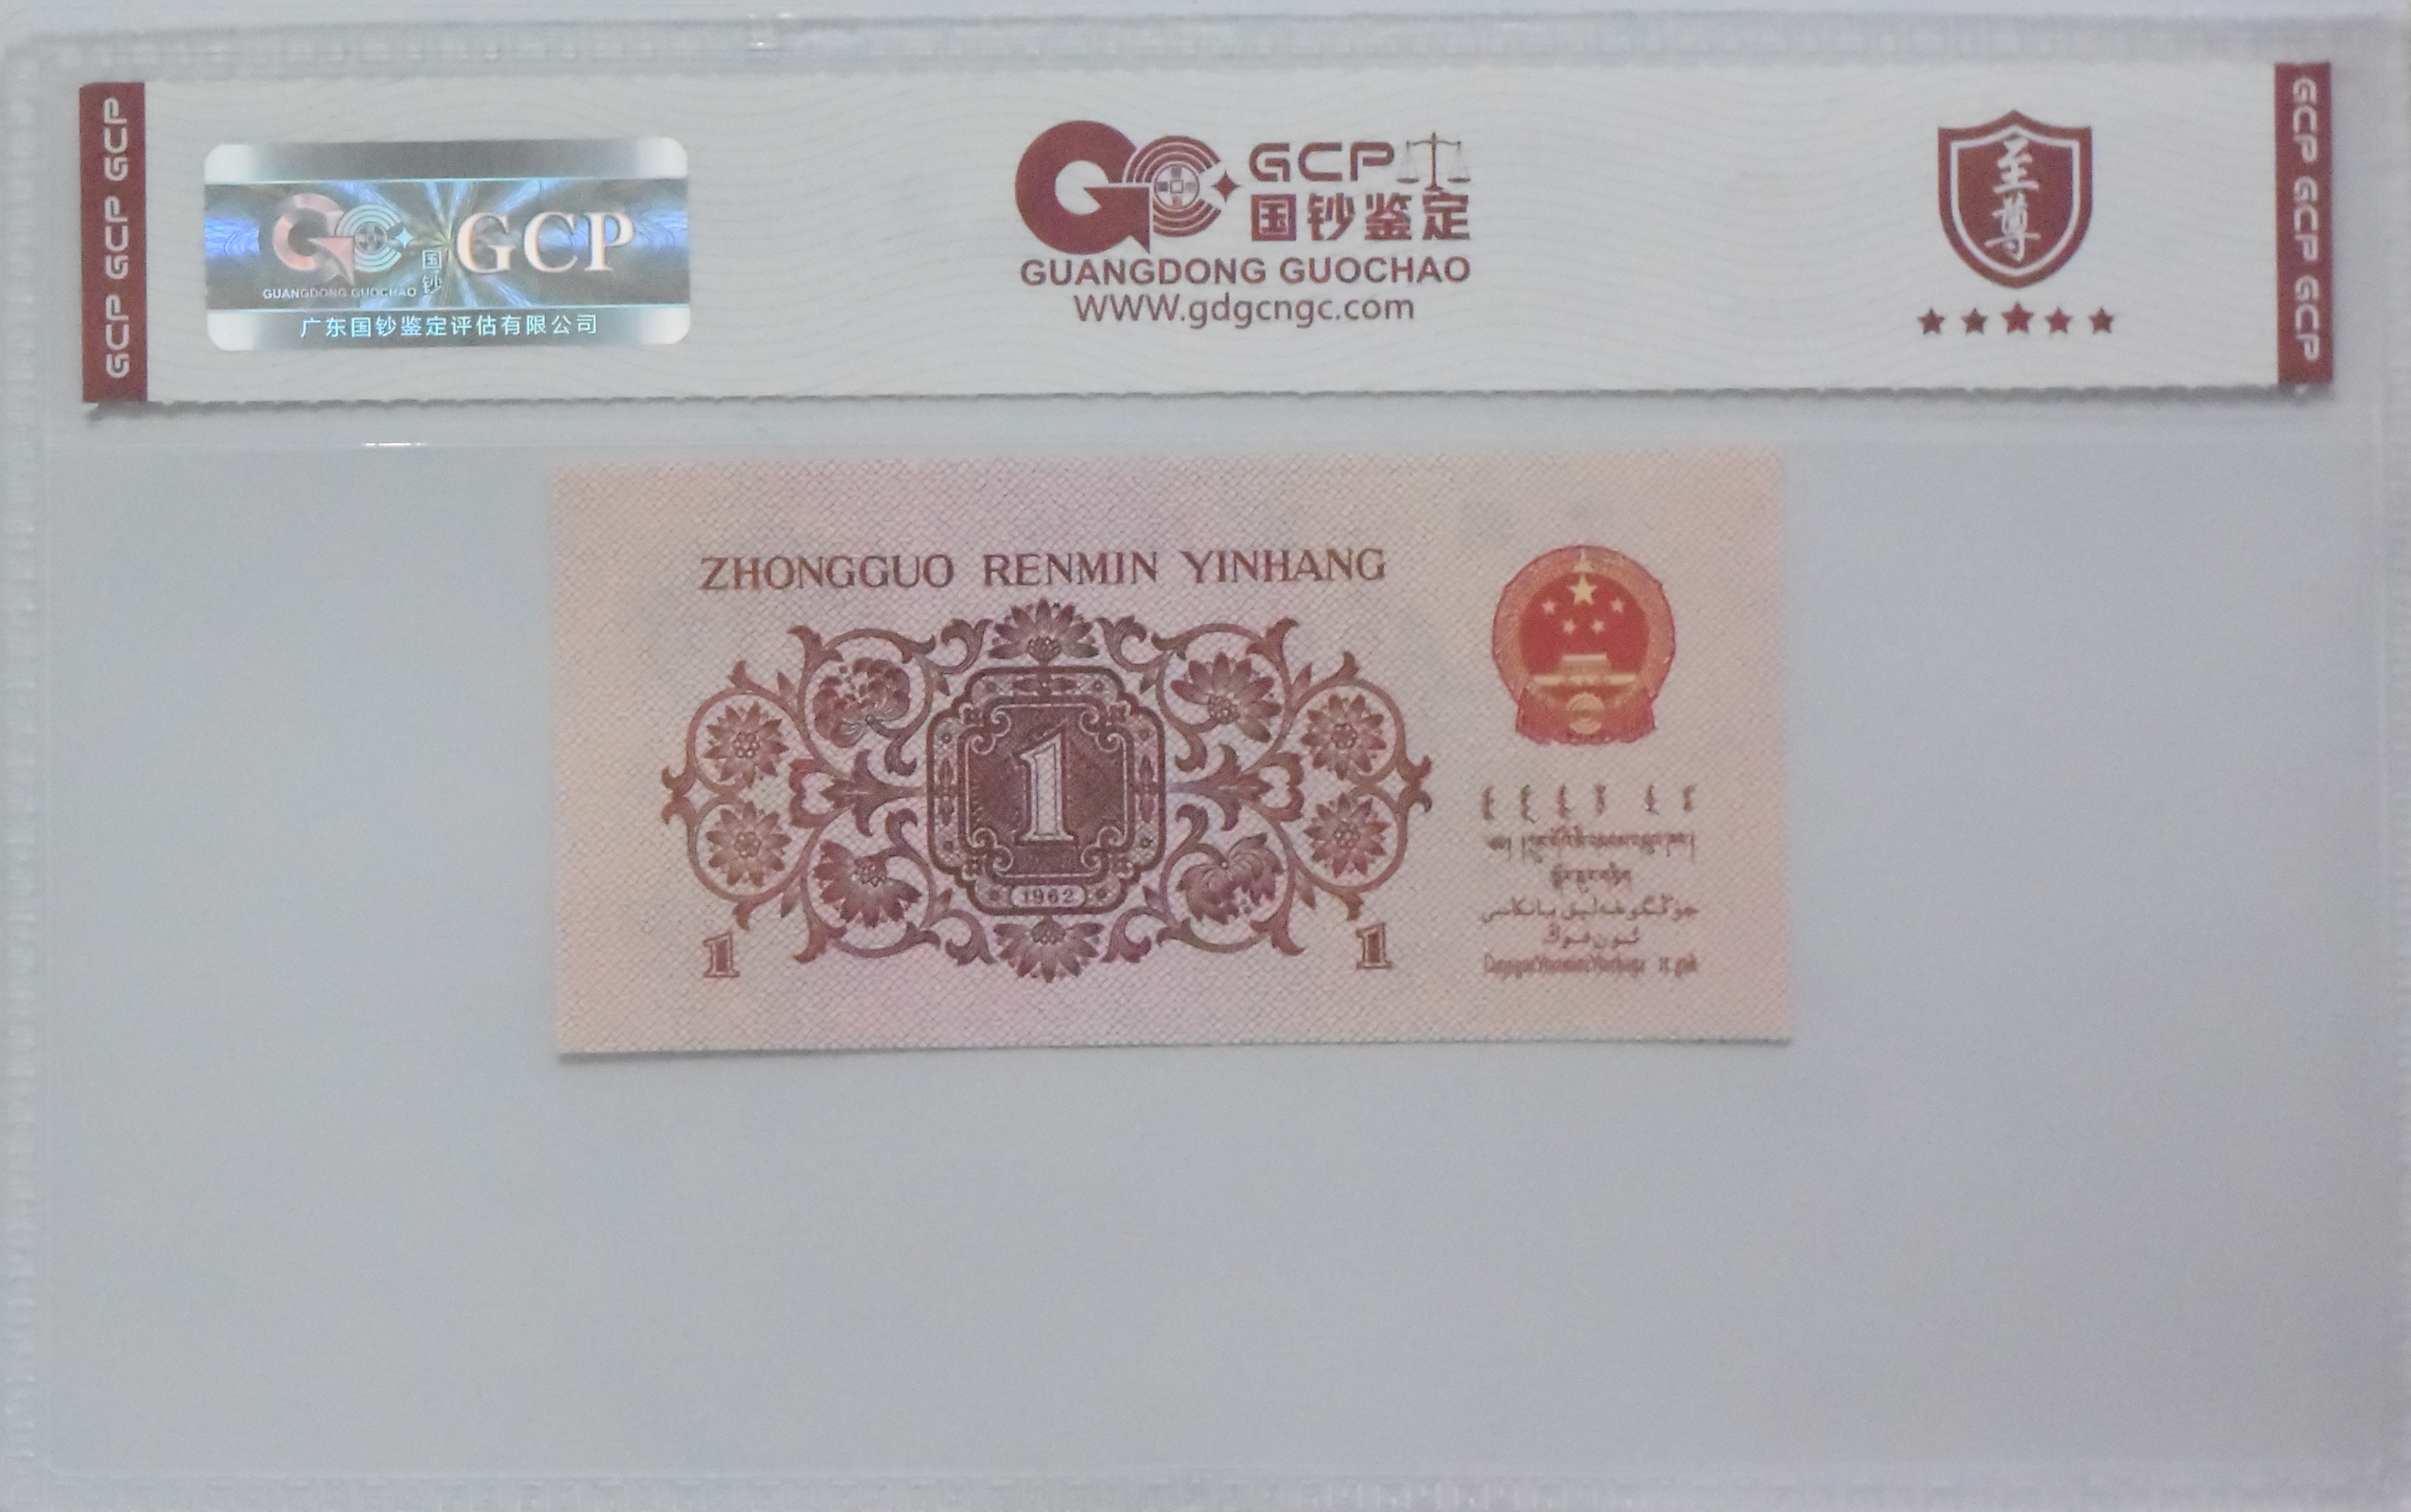 GCP GCP GCP
GCP
国钞
GUANGDONG GUOCHAO
广东国钞鉴定评估有限公司
GCP
国钞鉴定
GUANGDONG GUOCHAO
WWW.gdgcngc.com
至尊
GCP GCP GCP
ZHONGGUO RENMIN YINHANG
1
1962
1 1